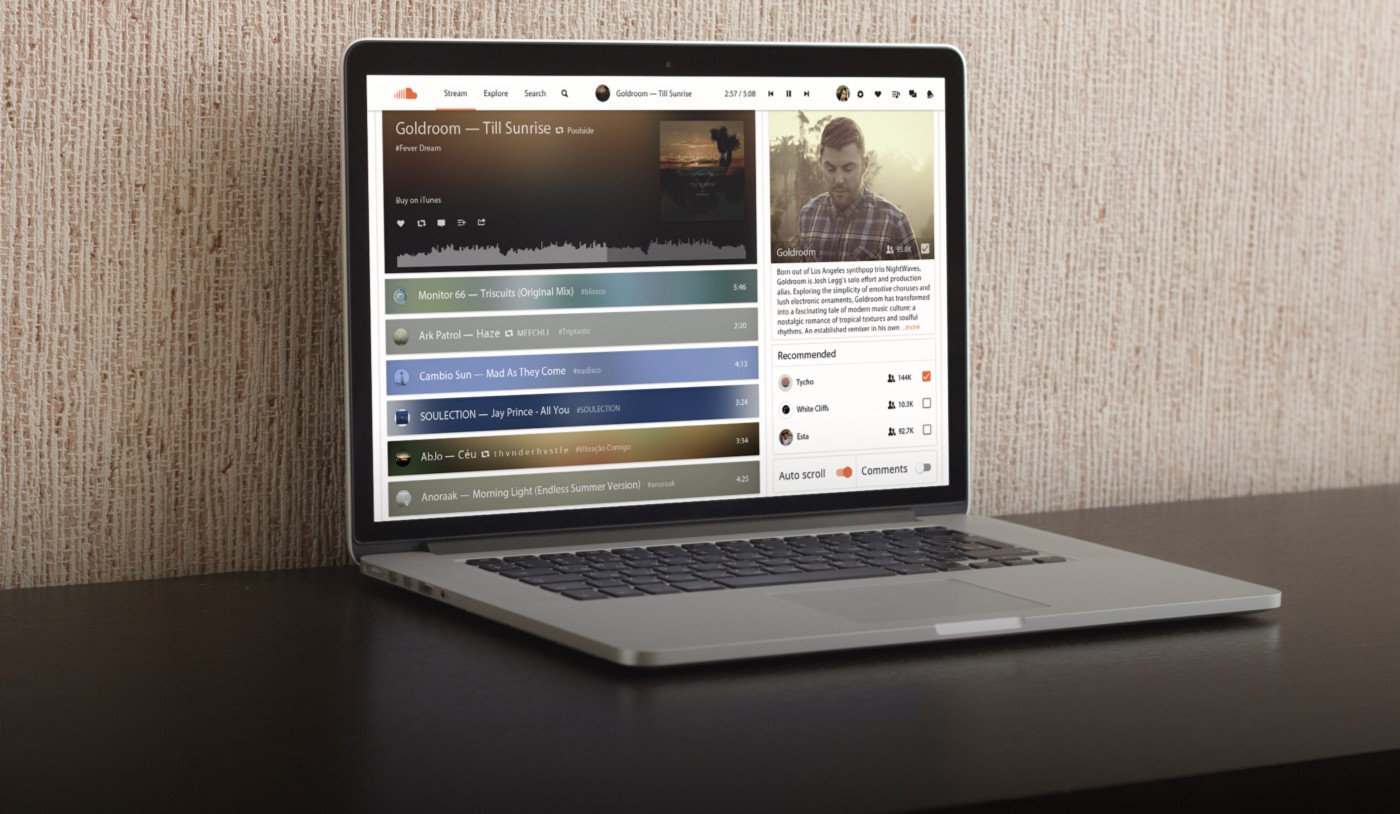 Stream Explore Search Goldroom — Till Sunrise 2:57 / 5:08
Goldroom — Till Sunrise Poolside
#Fever Dream
GOLDROOM
TILL SUNRISE
Buy on iTunes
Monitor 66 — Triscuits (Original Mix) #blissco 5:46
Ark Patrol — Haze MEECHI L #Triptastic 2:20
Cambio Sun — Mad As They Come #nudisco 4:13
SOULECTION — Jay Prince - All You #SOULECTION 3:24
AbJo — Céu thvnderhvstle #Vibração Comigo 3:34
Anoraak — Morning Light (Endless Summer Version) #anoraak 4:25
Goldroom 95.8K
Born out of Los Angeles synthpop trio NightWaves,
Goldroom is Josh Legg's solo effort and production
alias. Exploring the simplicity of emotive choruses and
lush electronic ornaments, Goldroom has transformed
into a fascinating tale of modern music culture; a
nostalgic romance of tropical textures and soulful
rhythms. An established remixer in his own ...more
Recommended
Tycho 144K
White Cliffs 10.3K
Esta 92.7K
Auto scroll Comments